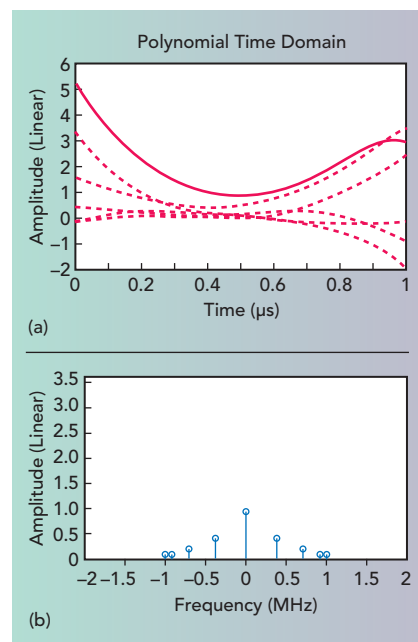 Polynomial Time Domain
Amplitude (Linear)
6
5
4
3
2
1
0
−1
−2
0 0.2 0.4 0.6 0.8 1
Time (µs)
(a)
Amplitude (Linear)
3.5
3.0
2.5
2.0
1.5
1.0
0.5
0
−2 −1.5 −1 −0.5 0 0.5 1 1.5 2
Frequency (MHz)
(b)